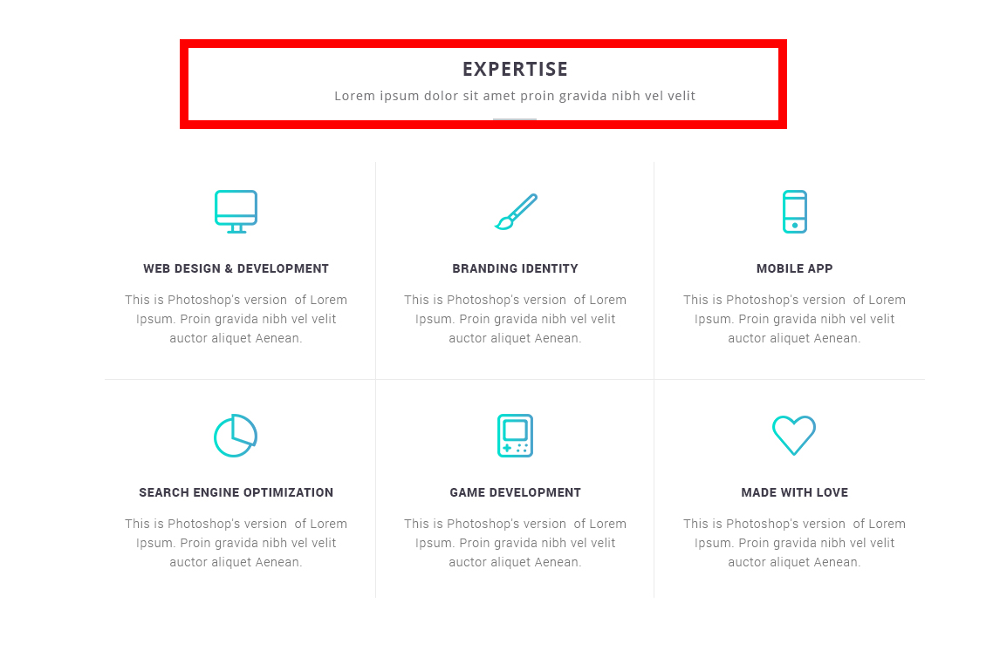 EXPERTISE
Lorem ipsum dolor sit amet proin gravida nibh vel velit
WEB DESIGN & DEVELOPMENT
This is Photoshop's version  of Lorem
Ipsum. Proin gravida nibh vel velit
auctor aliquet Aenean.
BRANDING IDENTITY
This is Photoshop's version  of Lorem
Ipsum. Proin gravida nibh vel velit
auctor aliquet Aenean.
MOBILE APP
This is Photoshop's version  of Lorem
Ipsum. Proin gravida nibh vel velit
auctor aliquet Aenean.
SEARCH ENGINE OPTIMIZATION
This is Photoshop's version  of Lorem
Ipsum. Proin gravida nibh vel velit
auctor aliquet Aenean.
GAME DEVELOPMENT
This is Photoshop's version  of Lorem
Ipsum. Proin gravida nibh vel velit
auctor aliquet Aenean.
MADE WITH LOVE
This is Photoshop's version  of Lorem
Ipsum. Proin gravida nibh vel velit
auctor aliquet Aenean.